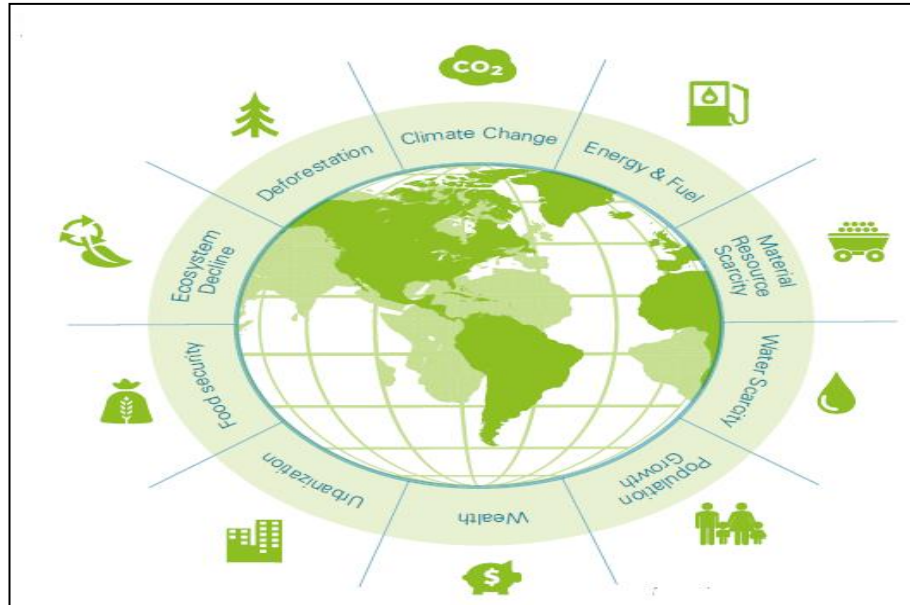 CO₂
Climate Change
Energy & Fuel
Material
Resource
Scarcity
Water Scarcity
Population
Growth
$
Wealth
Urbanization
Food security
Ecosystem
Decline
Deforestation